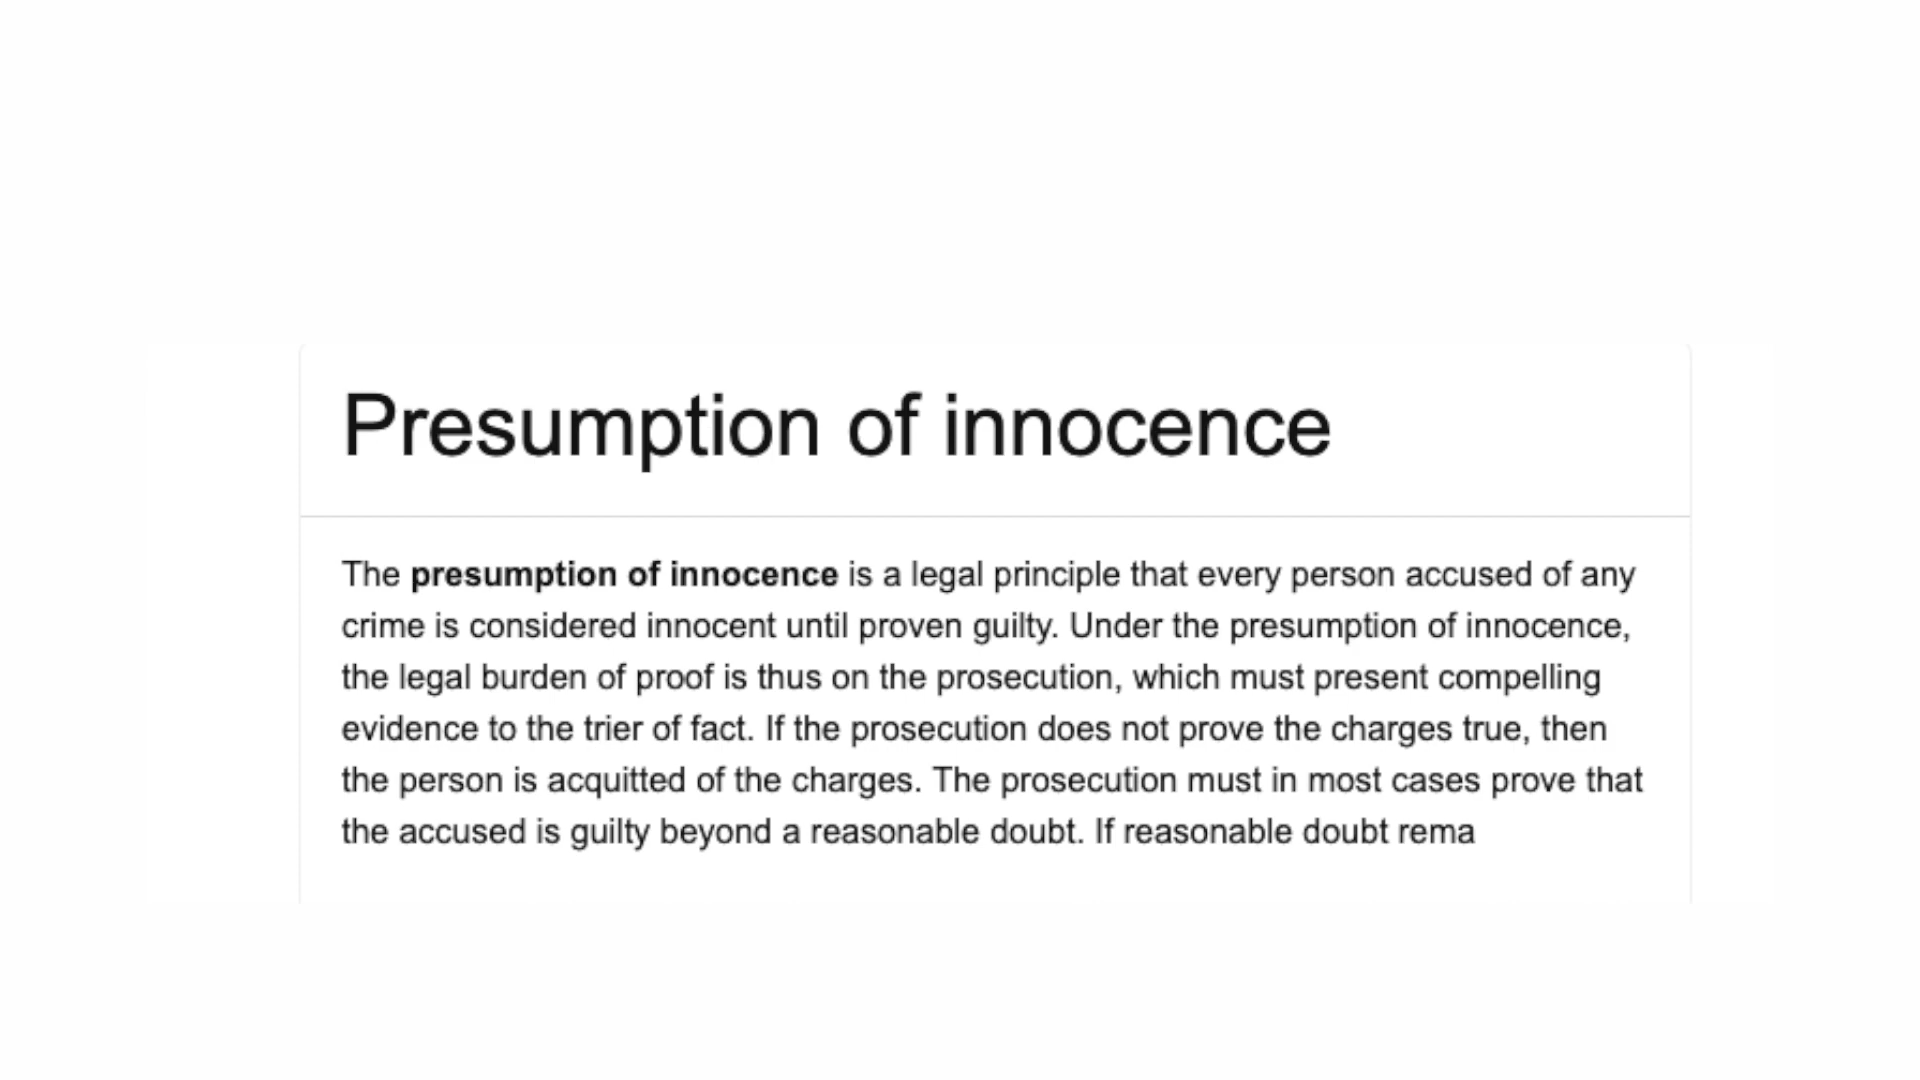 Presumption of innocence
The presumption of innocence is a legal principle that every person accused of any
crime is considered innocent until proven guilty. Under the presumption of innocence,
the legal burden of proof is thus on the prosecution, which must present compelling
evidence to the trier of fact. If the prosecution does not prove the charges true, then
the person is acquitted of the charges. The prosecution must in most cases prove that
the accused is guilty beyond a reasonable doubt. If reasonable doubt rema